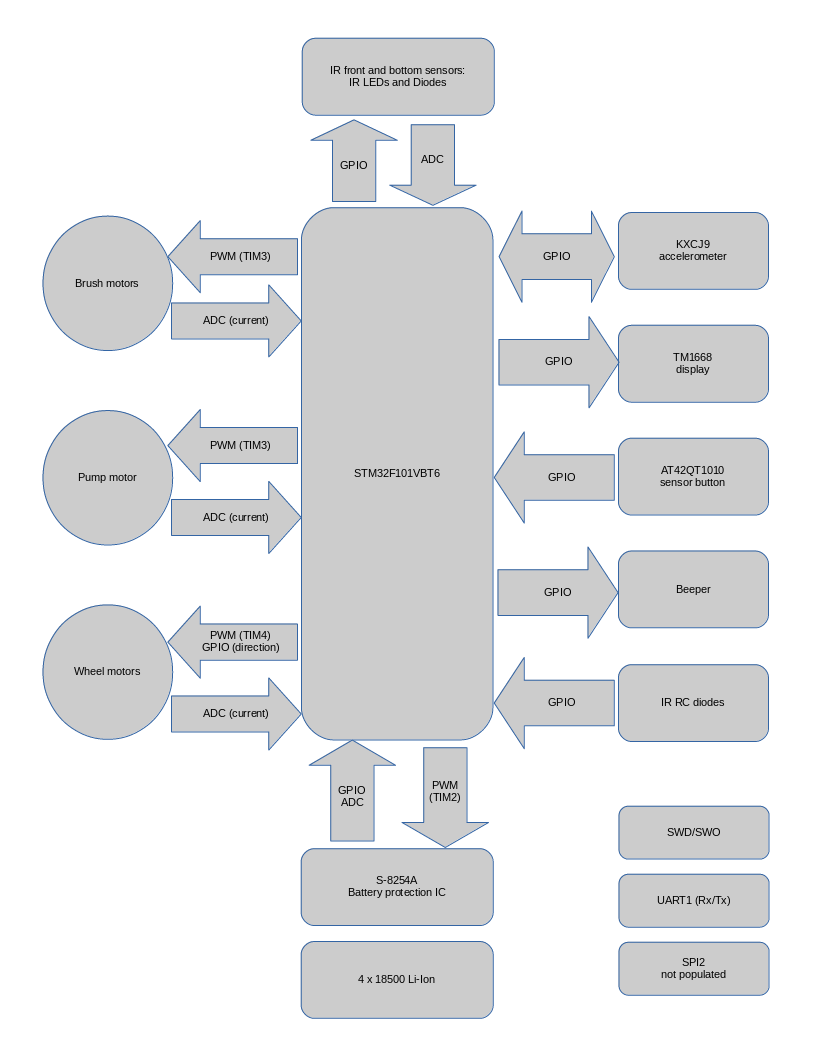 IR front and bottom sensors:
IR LEDs and Diodes
GPIO
ADC
Brush motors
PWM (TIM3)
ADC (current)
Pump motor
PWM (TIM3)
ADC (current)
Wheel motors
PWM (TIM4)
GPIO (direction)
ADC (current)
STM32F101VBT6
GPIO
KXCJ9
accelerometer
GPIO
TM1668
display
GPIO
AT42QT1010
sensor button
GPIO
Beeper
GPIO
IR RC diodes
GPIO
ADC
PWM
(TIM2)
S-8254A
Battery protection IC
4 x 18500 Li-Ion
SWD/SWO
UART1 (Rx/Tx)
SPI2
not populated